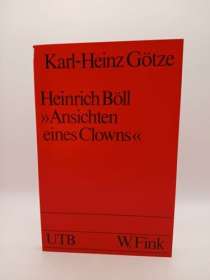 Karl-Heinz Götze
Heinrich Böll
»Ansichten
eines Clowns«
UTB W. Fink